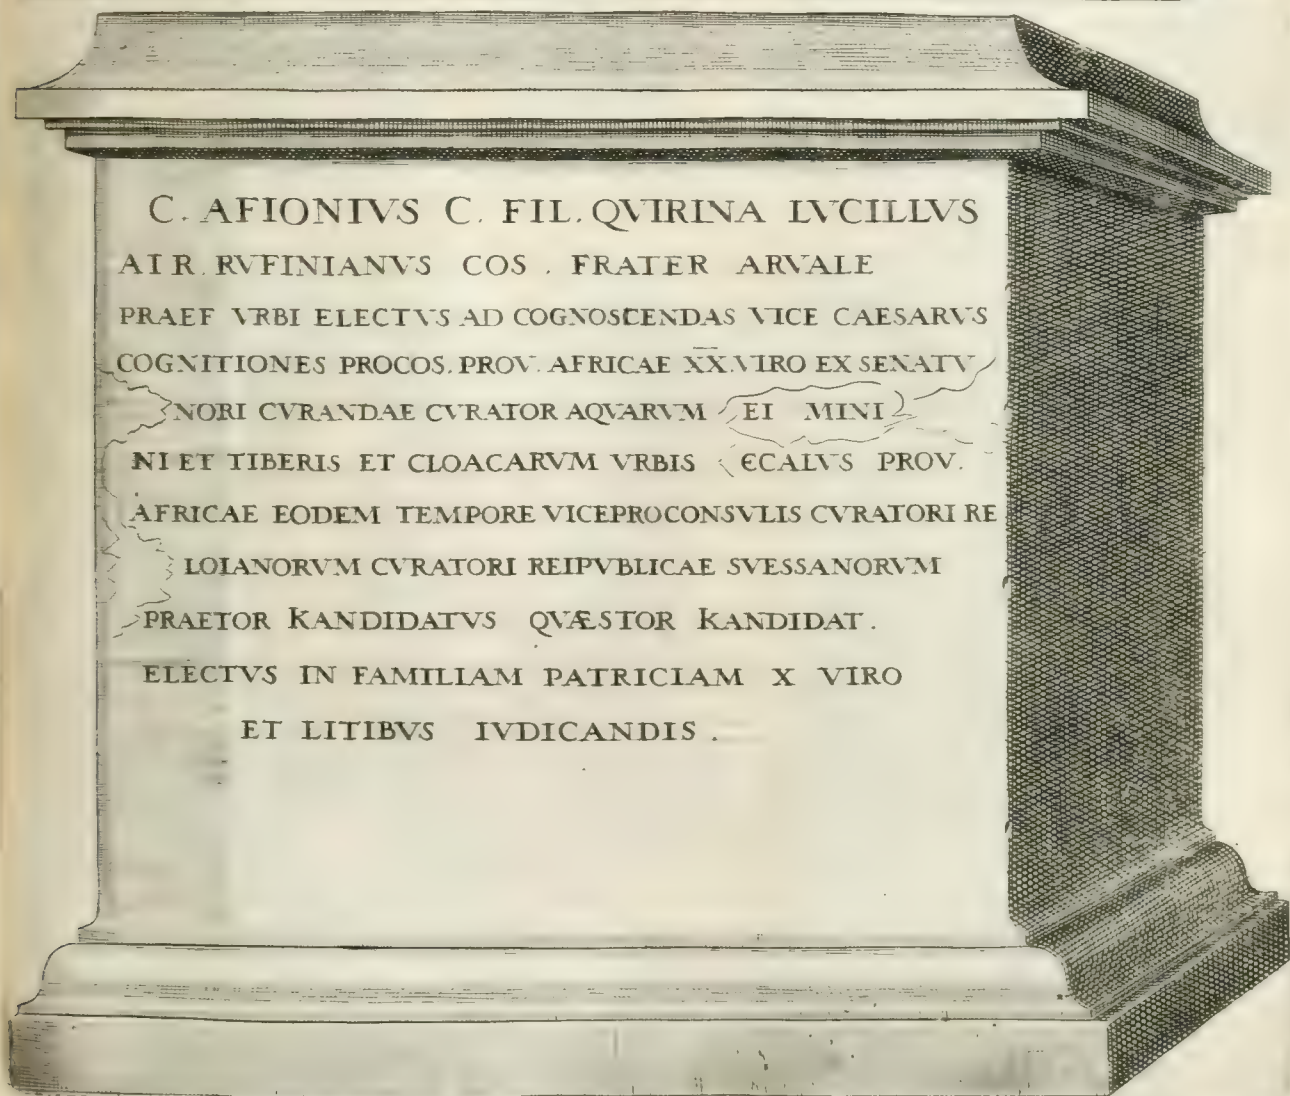 C. AFIONIVS C. FIL. QVIRINA LVCILLVS
ATR. RVFINIANVS COS. FRATER ARVALE
PRAEF VRBI ELECTVS AD COGNOSCENDAS VICE CAESARVS
COGNITIONES PROCOS. PROV. AFRICAE XX.VIRO EX SENATV
NORI CVRANDAE CVRATOR AQVARVM EI MINI
NI ET TIBERIS ET CLOACARVM VRBIS ECALVS PROV.
AFRICAE EODEM TEMPORE VICEPROCONSVLIS CVRATORI RE
LOIANORVM CVRATORI REIPVBLICAE SVESSANORVM
PRAETOR KANDIDATVS QVÆSTOR KANDIDAT.
ELECTVS IN FAMILIAM PATRICIAM X VIRO
ET LITIBVS IVDICANDIS.